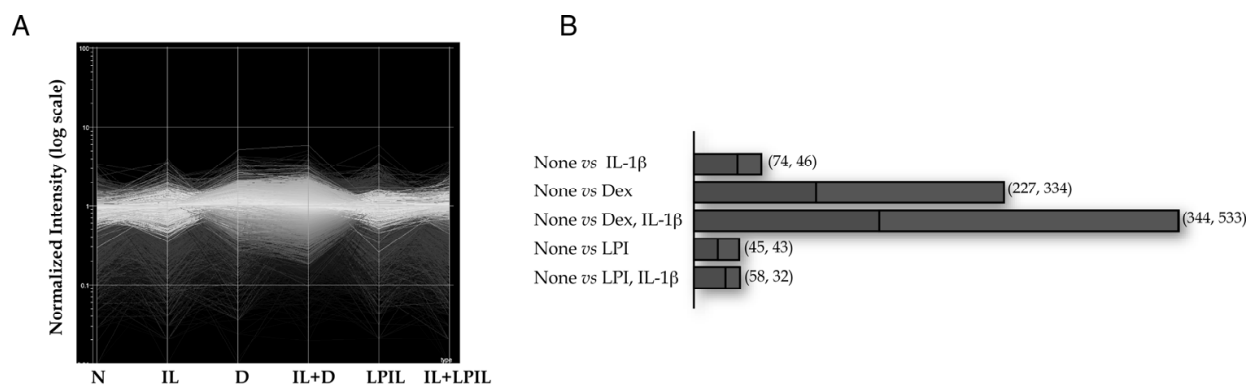 A
B
Normalized Intensity (log scale)
100
10
1
0.1
type
N IL D IL+D LPIL IL+LPIL
None vs IL-1β (74, 46)
None vs Dex (227, 334)
None vs Dex, IL-1β (344, 533)
None vs LPI (45, 43)
None vs LPI, IL-1β (58, 32)